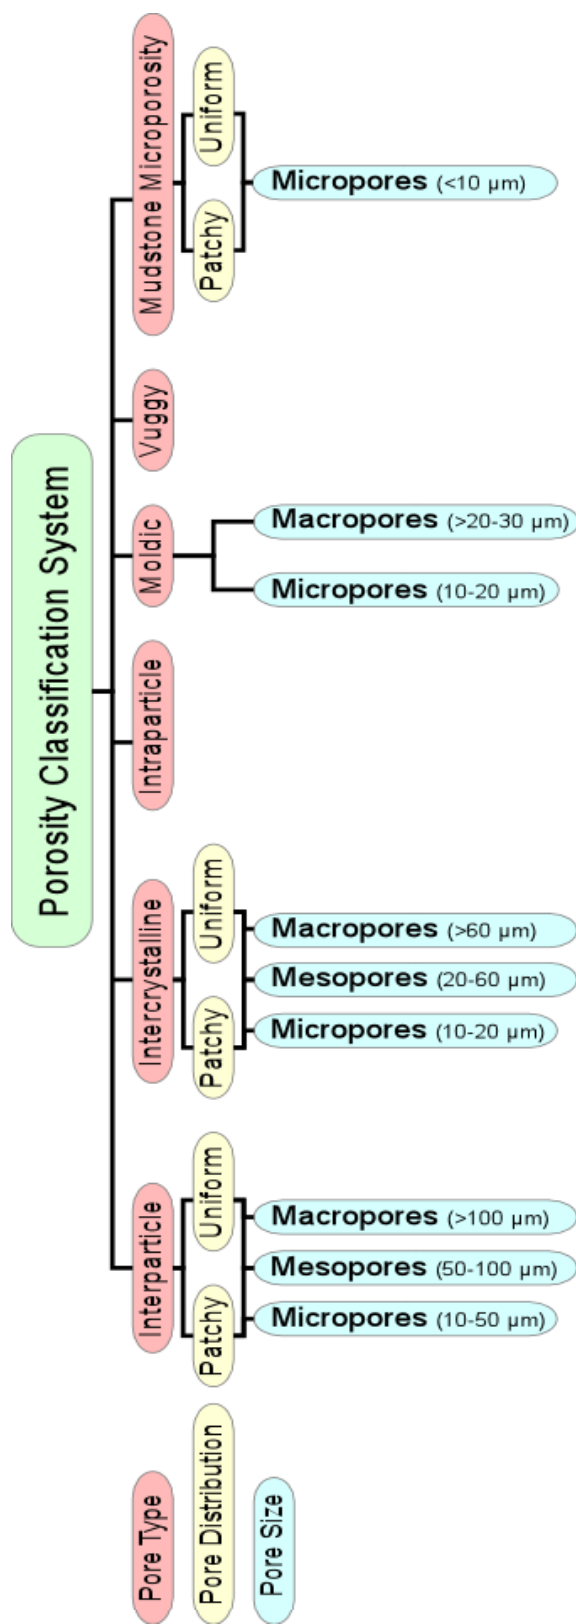 Porosity Classification System
Pore Type
Interparticle
Intercrystalline
Intraparticle
Moldic
Vuggy
Mudstone Microporosity
Pore Distribution
Patchy
Uniform
Patchy
Uniform
Patchy
Uniform
Pore Size
Micropores (10-50 µm)
Mesopores (50-100 µm)
Macropores (>100 µm)
Micropores (10-20 µm)
Mesopores (20-60 µm)
Macropores (>60 µm)
Micropores (10-20 µm)
Macropores (>20-30 µm)
Micropores (<10 µm)